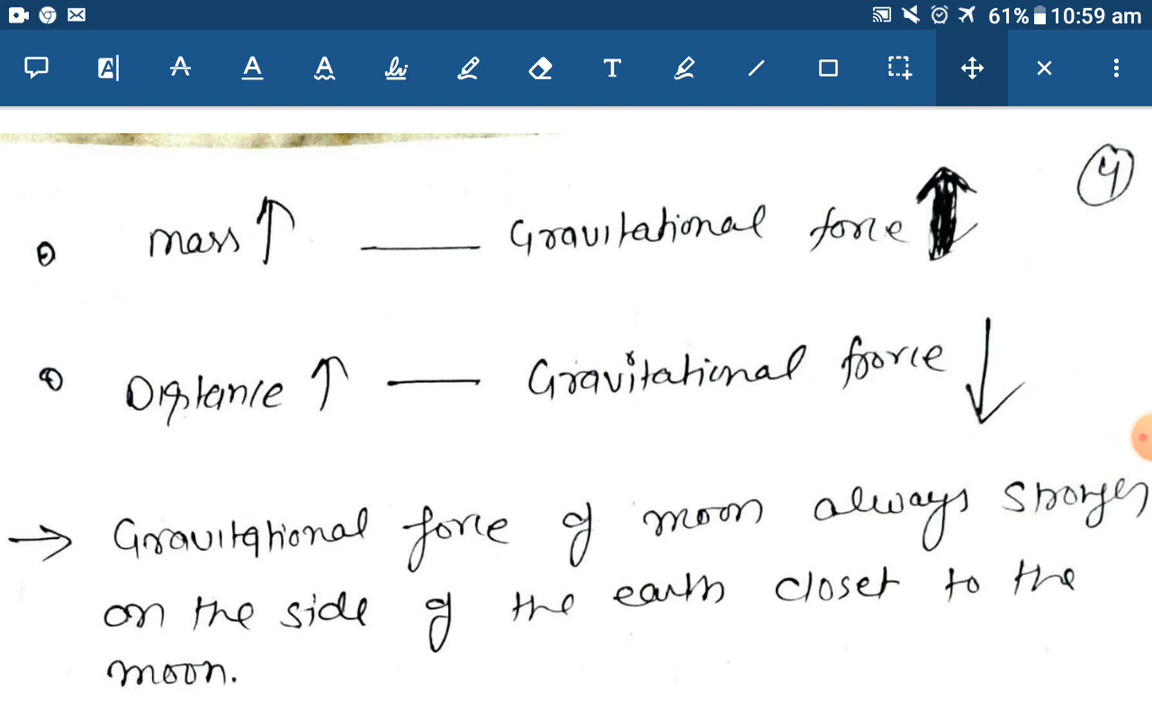 61% 10:59 am
4
mass ↑ — Gravitational force ↑
Distance ↑ — Gravitational force ↓
→ Gravitational force of moon always stronger
on the side of the earth closet to the
moon.